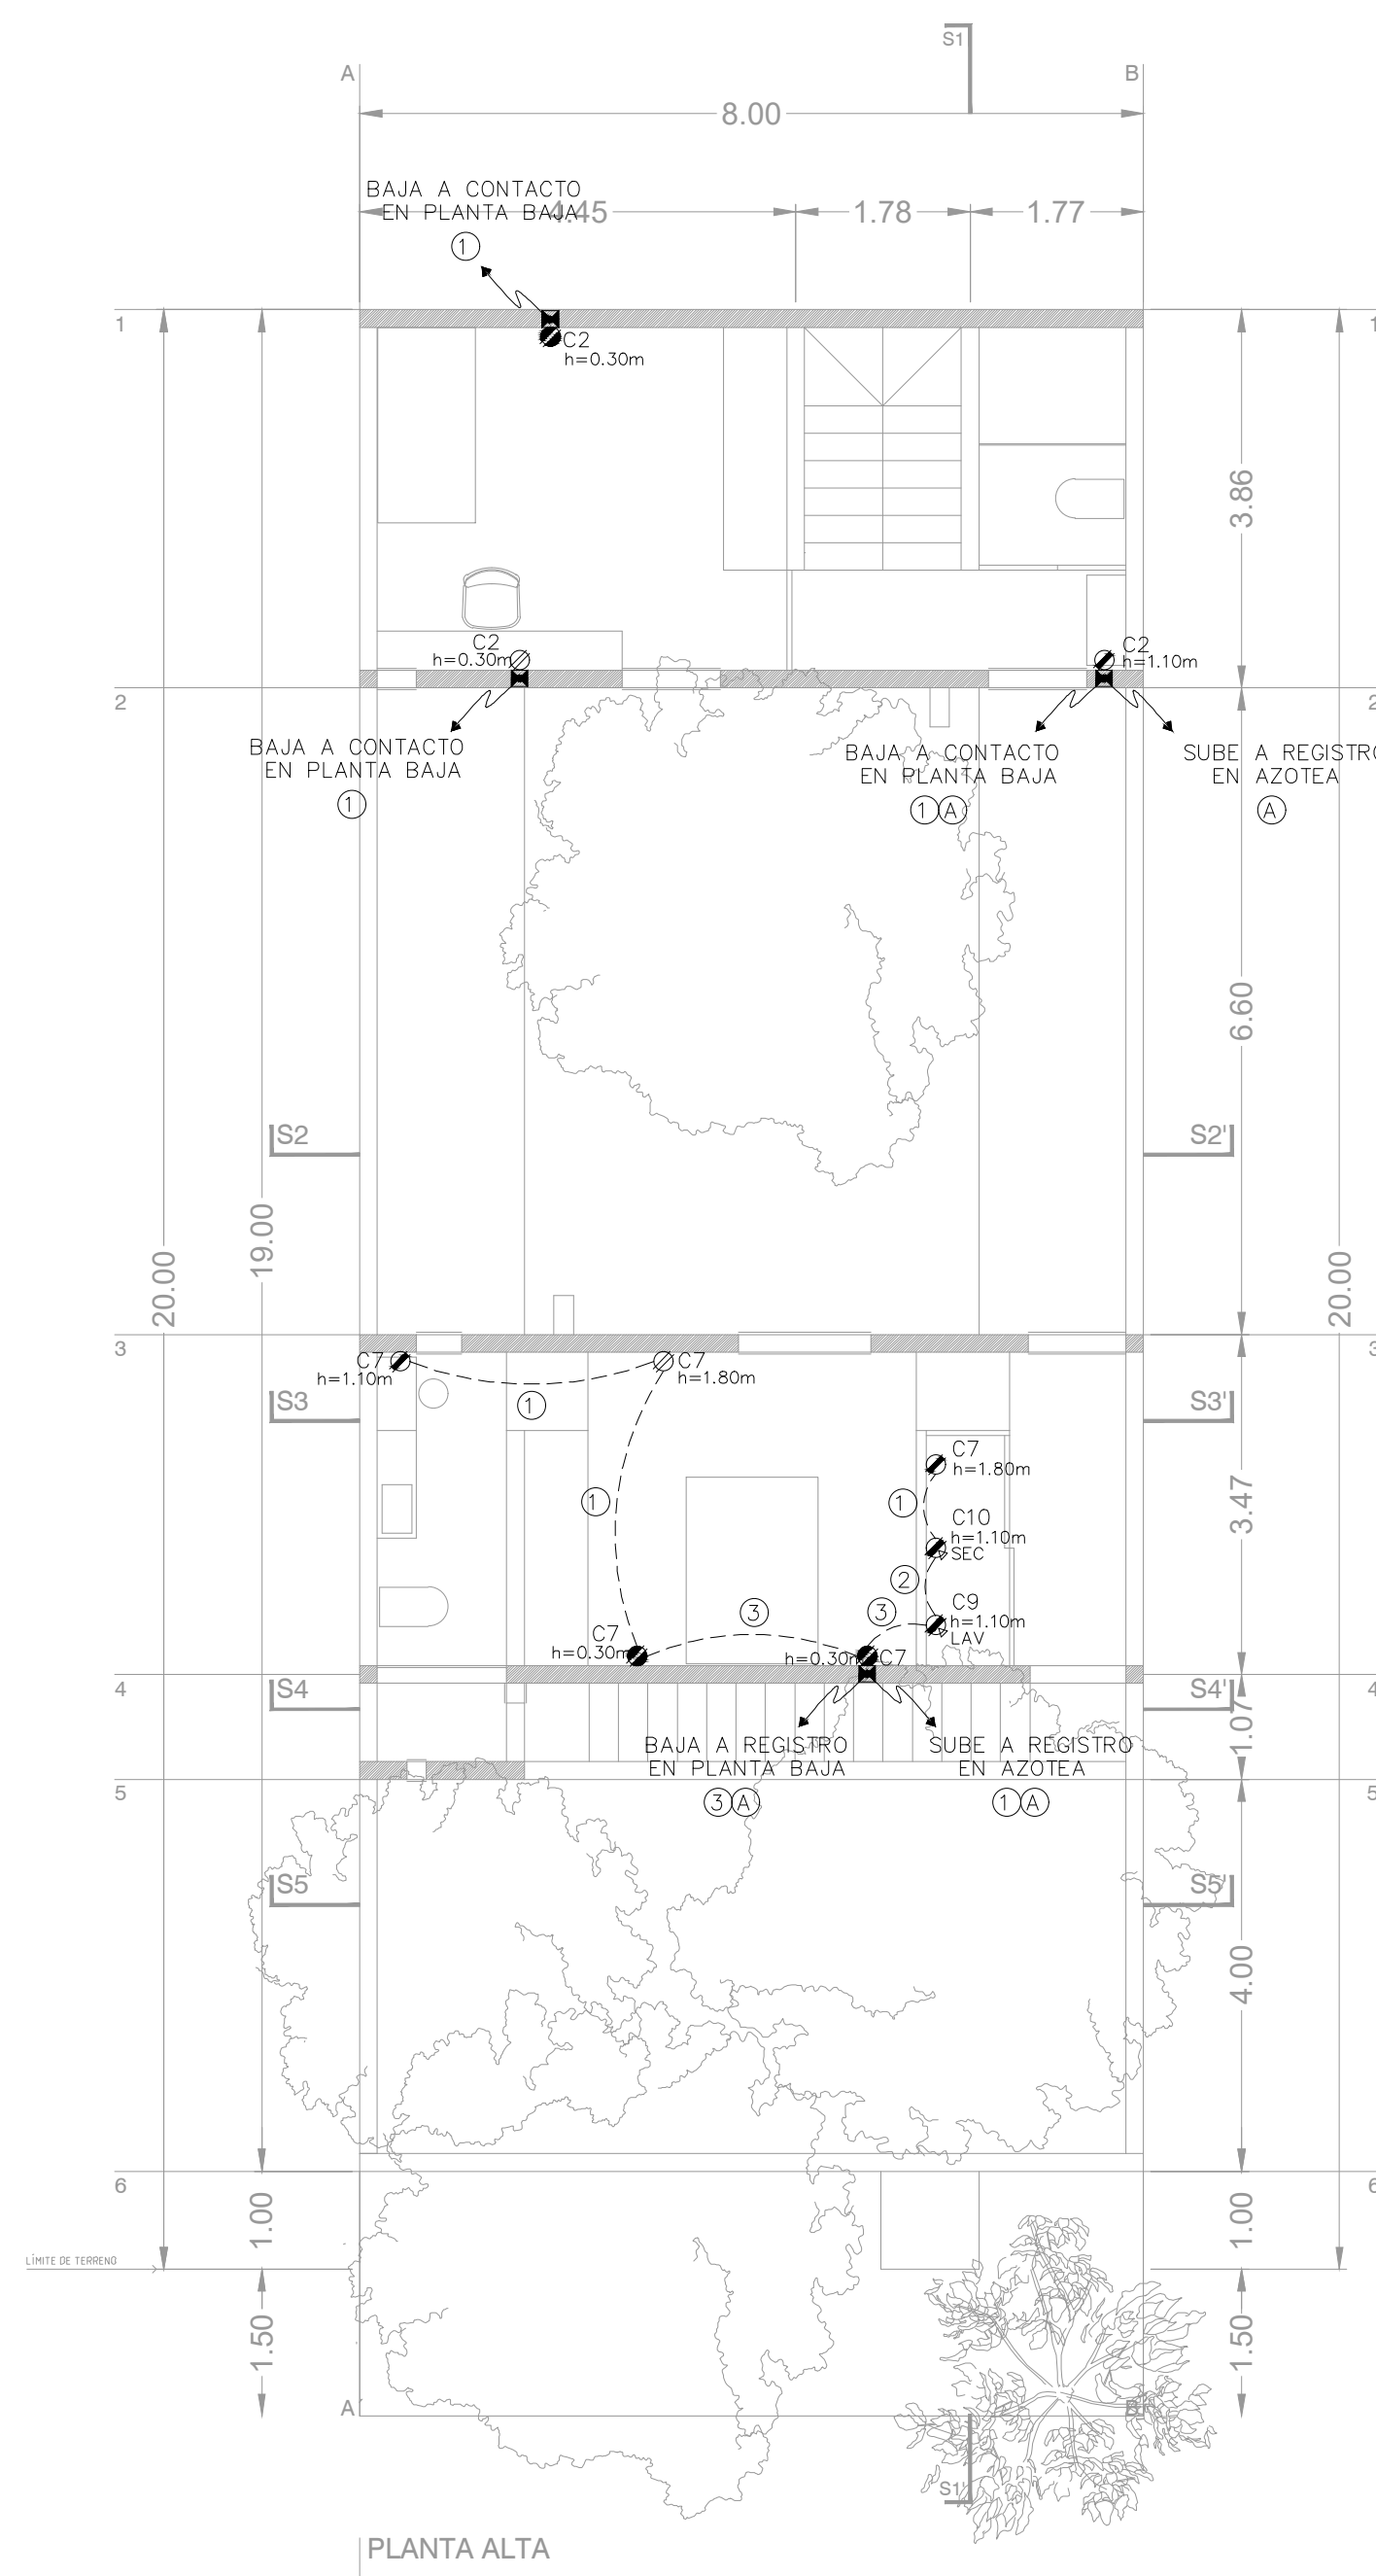 S1
A
B
8.00
BAJA A CONTACTO
EN PLANTA BAJA
4.45
1.78
1.77
1
1
1
C2
h=0.30m
3.86
C2
h=0.30m
C2
h=1.10m
2
2
BAJA A CONTACTO
EN PLANTA BAJA
1
BAJA A CONTACTO
EN PLANTA BAJA
1 A
SUBE A REGISTRO
EN AZOTEA
A
6.60
S2
S2'
19.00
20.00
20.00
3
3
C7
h=1.10m
C7
h=1.80m
1
S3
S3'
C7
h=1.80m
1
1
3.47
C10
h=1.10m
SEC
2
C9
h=1.10m
LAV
3
3
C7
h=0.30m
h=0.30m
C7
4
4
S4
S4'
1.07
BAJA A REGISTRO
EN PLANTA BAJA
3 A
SUBE A REGISTRO
EN AZOTEA
1 A
5
5
S5
S5'
4.00
6
6
1.00
1.00
LÍMITE DE TERRENO
1.50
1.50
A'
B'
S1'
PLANTA ALTA